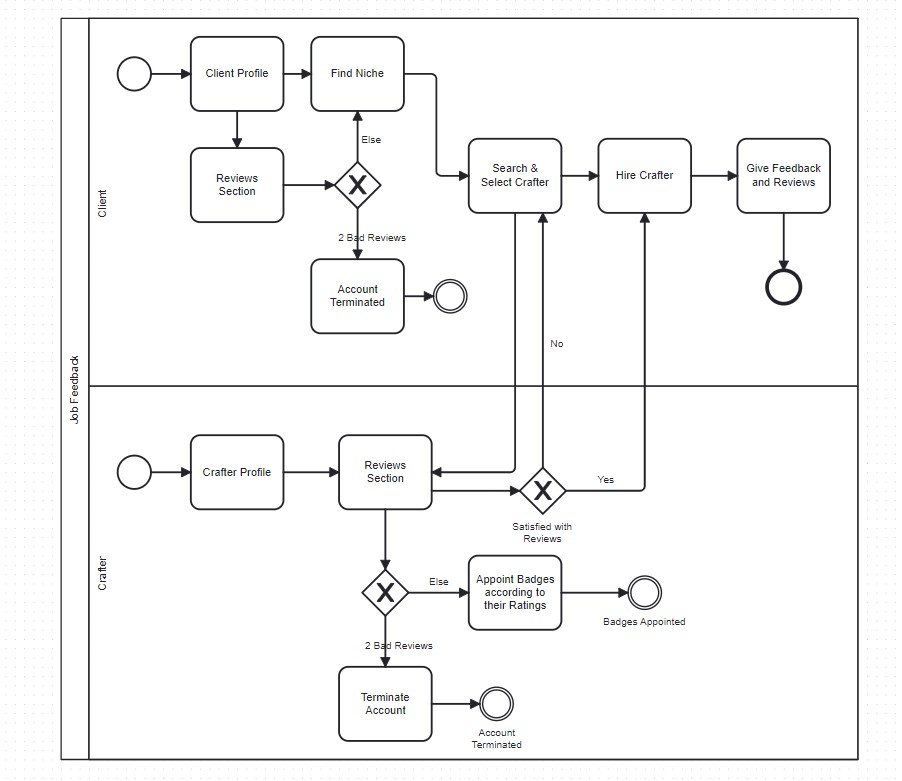 Job Feedback
Client
Client Profile
Find Niche
Else
Reviews
Section
2 Bad Reviews
Account
Terminated
Search &
Select Crafter
Hire Crafter
Give Feedback
and Reviews
No
Crafter
Crafter Profile
Reviews
Section
Yes
Satisfied with
Reviews
Else
Appoint Badges
according to
their Ratings
Badges Appointed
2 Bad Reviews
Terminate
Account
Account
Terminated